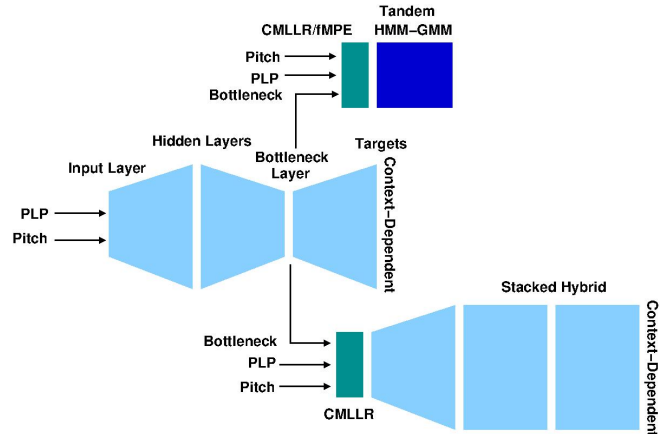 Tandem
CMLLR/fMPE HMM−GMM
Pitch
PLP
Bottleneck
Hidden Layers
Bottleneck
Layer
Targets
Input Layer
PLP
Pitch
Context−Dependent
Stacked Hybrid
Bottleneck
PLP
Pitch
CMLLR
Context−Dependent